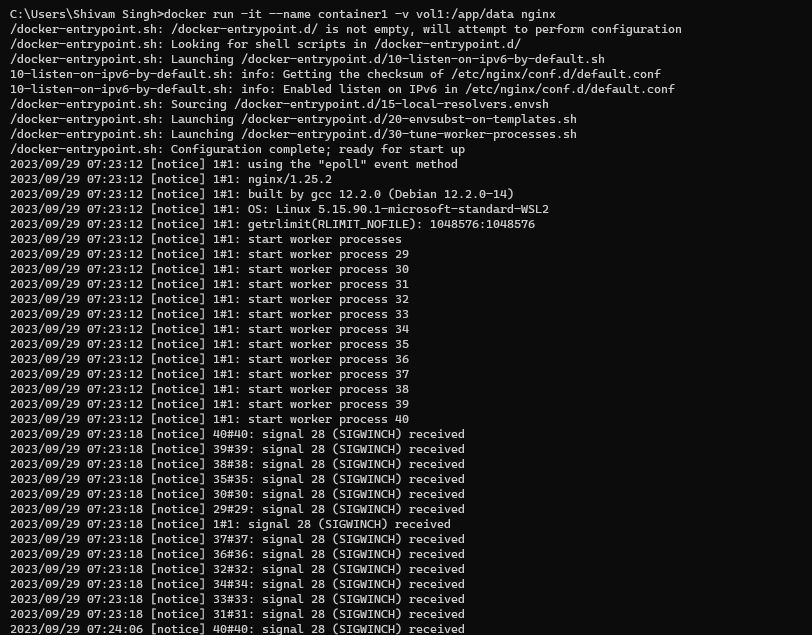 C:\Users\Shivam Singh>docker run -it --name container1 -v vol1:/app/data nginx
/docker-entrypoint.sh: /docker-entrypoint.d/ is not empty, will attempt to perform configuration
/docker-entrypoint.sh: Looking for shell scripts in /docker-entrypoint.d/
/docker-entrypoint.sh: Launching /docker-entrypoint.d/10-listen-on-ipv6-by-default.sh
10-listen-on-ipv6-by-default.sh: info: Getting the checksum of /etc/nginx/conf.d/default.conf
10-listen-on-ipv6-by-default.sh: info: Enabled listen on IPv6 in /etc/nginx/conf.d/default.conf
/docker-entrypoint.sh: Sourcing /docker-entrypoint.d/15-local-resolvers.envsh
/docker-entrypoint.sh: Launching /docker-entrypoint.d/20-envsubst-on-templates.sh
/docker-entrypoint.sh: Launching /docker-entrypoint.d/30-tune-worker-processes.sh
/docker-entrypoint.sh: Configuration complete; ready for start up
2023/09/29 07:23:12 [notice] 1#1: using the "epoll" event method
2023/09/29 07:23:12 [notice] 1#1: nginx/1.25.2
2023/09/29 07:23:12 [notice] 1#1: built by gcc 12.2.0 (Debian 12.2.0-14)
2023/09/29 07:23:12 [notice] 1#1: OS: Linux 5.15.90.1-microsoft-standard-WSL2
2023/09/29 07:23:12 [notice] 1#1: getrlimit(RLIMIT_NOFILE): 1048576:1048576
2023/09/29 07:23:12 [notice] 1#1: start worker processes
2023/09/29 07:23:12 [notice] 1#1: start worker process 29
2023/09/29 07:23:12 [notice] 1#1: start worker process 30
2023/09/29 07:23:12 [notice] 1#1: start worker process 31
2023/09/29 07:23:12 [notice] 1#1: start worker process 32
2023/09/29 07:23:12 [notice] 1#1: start worker process 33
2023/09/29 07:23:12 [notice] 1#1: start worker process 34
2023/09/29 07:23:12 [notice] 1#1: start worker process 35
2023/09/29 07:23:12 [notice] 1#1: start worker process 36
2023/09/29 07:23:12 [notice] 1#1: start worker process 37
2023/09/29 07:23:12 [notice] 1#1: start worker process 38
2023/09/29 07:23:12 [notice] 1#1: start worker process 39
2023/09/29 07:23:12 [notice] 1#1: start worker process 40
2023/09/29 07:23:18 [notice] 40#40: signal 28 (SIGWINCH) received
2023/09/29 07:23:18 [notice] 39#39: signal 28 (SIGWINCH) received
2023/09/29 07:23:18 [notice] 38#38: signal 28 (SIGWINCH) received
2023/09/29 07:23:18 [notice] 35#35: signal 28 (SIGWINCH) received
2023/09/29 07:23:18 [notice] 30#30: signal 28 (SIGWINCH) received
2023/09/29 07:23:18 [notice] 29#29: signal 28 (SIGWINCH) received
2023/09/29 07:23:18 [notice] 1#1: signal 28 (SIGWINCH) received
2023/09/29 07:23:18 [notice] 37#37: signal 28 (SIGWINCH) received
2023/09/29 07:23:18 [notice] 36#36: signal 28 (SIGWINCH) received
2023/09/29 07:23:18 [notice] 32#32: signal 28 (SIGWINCH) received
2023/09/29 07:23:18 [notice] 34#34: signal 28 (SIGWINCH) received
2023/09/29 07:23:18 [notice] 33#33: signal 28 (SIGWINCH) received
2023/09/29 07:23:18 [notice] 31#31: signal 28 (SIGWINCH) received
2023/09/29 07:24:06 [notice] 40#40: signal 28 (SIGWINCH) received